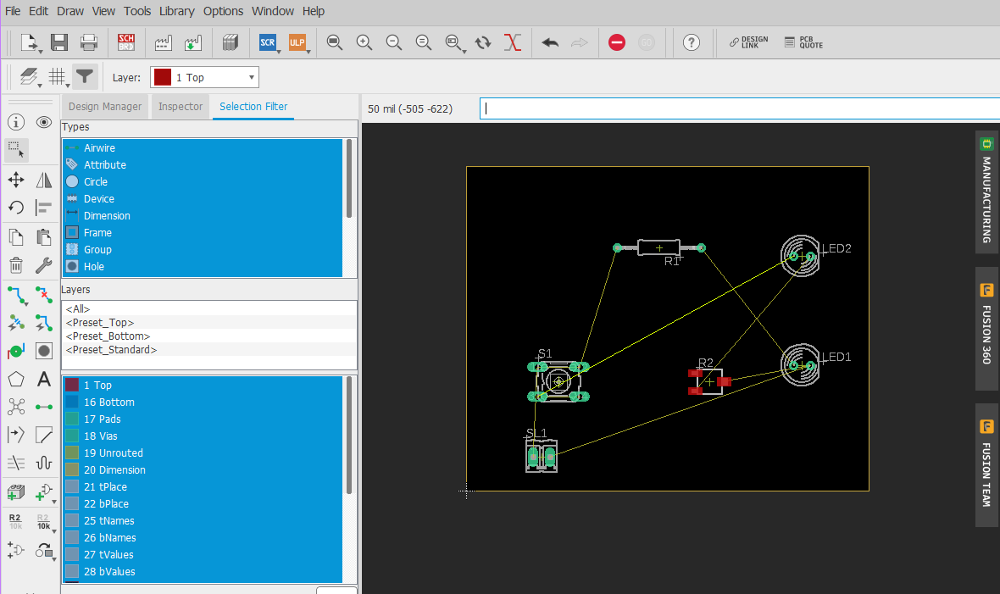 File Edit Draw View Tools Library Options Window Help
SCH
BRD
SCR
ULP
GO
?
DESIGN
LINK
PCB
QUOTE
Layer: 1 Top
Design Manager Inspector Selection Filter
50 mil (-505 -622)
Types
Airwire
Attribute
Circle
Device
Dimension
Frame
Group
Hole
Layers
<All>
<Preset_Top>
<Preset_Bottom>
<Preset_Standard>
1 Top
16 Bottom
17 Pads
18 Vias
19 Unrouted
20 Dimension
21 tPlace
22 bPlace
25 tNames
26 bNames
27 tValues
28 bValues
R2
10k
R2
10k
LED2
R1
S1
R2
LED1
SL1
MANUFACTURING
F
FUSION 360
F
FUSION TEAM